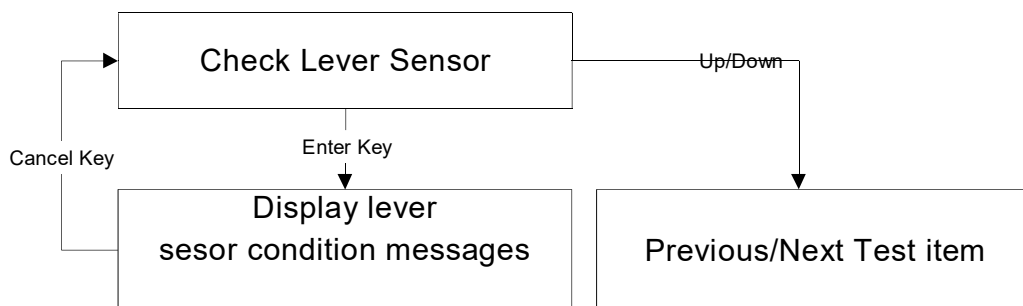 Check Lever Sensor
Up/Down
Cancel Key
Enter Key
Display lever
sesor condition messages
Previous/Next Test item